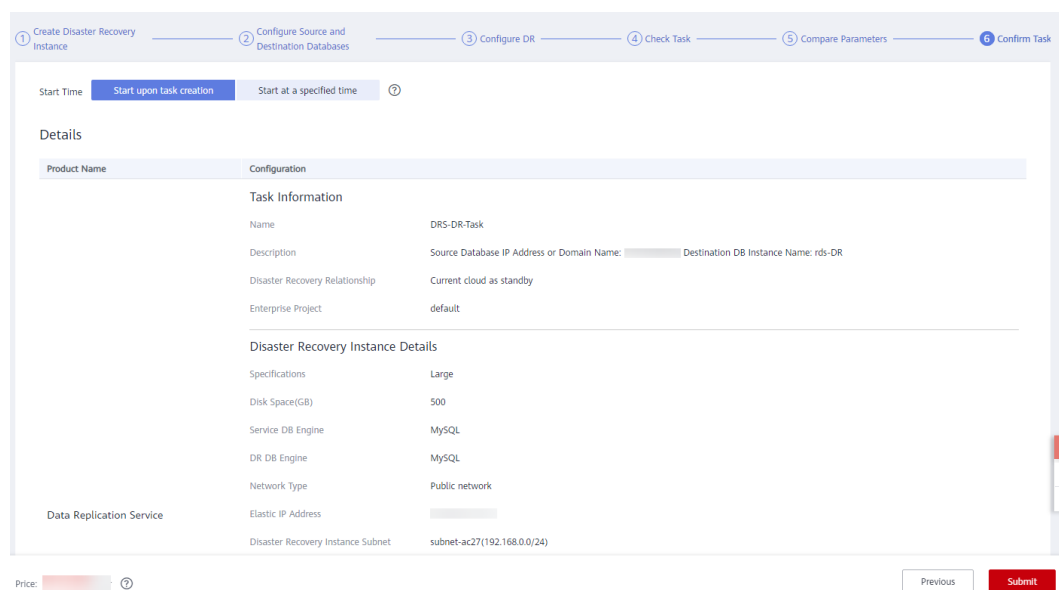 1 Create Disaster Recovery Instance
2 Configure Source and Destination Databases
3 Configure DR
4 Check Task
5 Compare Parameters
6 Confirm Task
Start Time Start upon task creation Start at a specified time ?
Details
Product Name Configuration
Task Information
Name DRS-DR-Task
Description Source Database IP Address or Domain Name: Destination DB Instance Name: rds-DR
Disaster Recovery Relationship Current cloud as standby
Enterprise Project default
Disaster Recovery Instance Details
Specifications Large
Disk Space(GB) 500
Service DB Engine MySQL
DR DB Engine MySQL
Network Type Public network
Data Replication Service Elastic IP Address
Disaster Recovery Instance Subnet subnet-ac27(192.168.0.0/24)
Price: ? Previous Submit